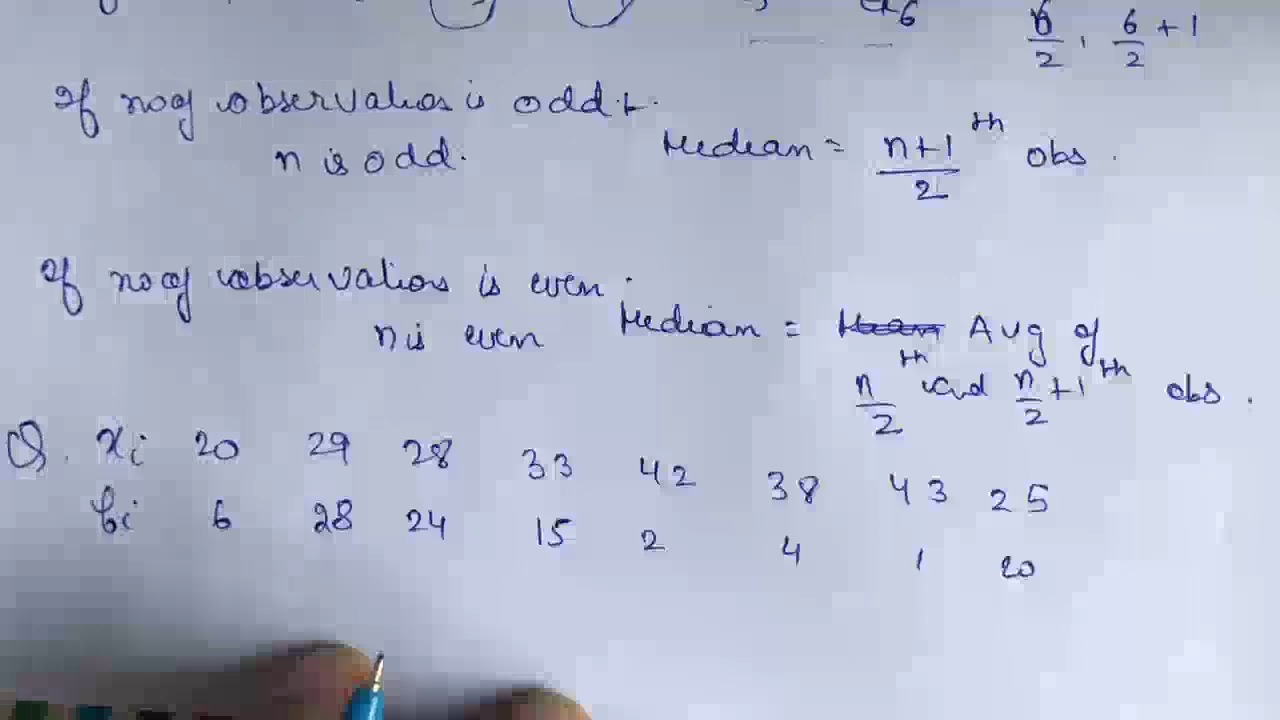 6/2, 6/2 + 1
If no of observations is odd.
n is odd. Median = n+1/2 th obs.
If no of observations is even.
n is even Median = Avg of
n/2 th and n/2 + 1 th obs.
Q. xi 20 29 28 33 42 38 43 25
fi 6 28 24 15 2 4 1 20